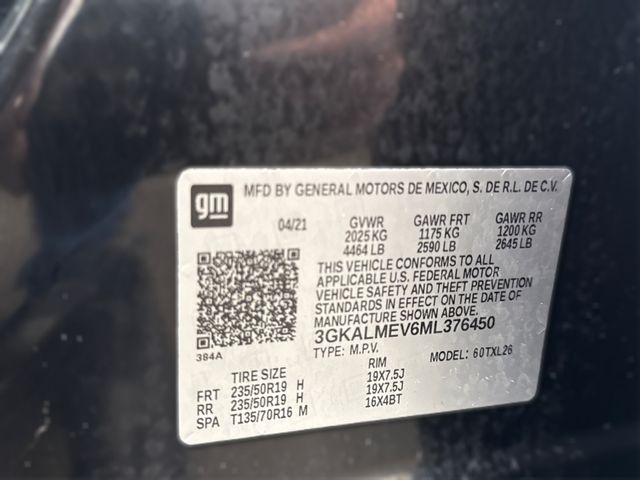 gm
MFD BY GENERAL MOTORS DE MEXICO, S. DE R.L. DE C.V.
04/21 GVWR GAWR FRT GAWR RR
2025 KG 1175 KG 1200 KG
4464 LB 2590 LB 2645 LB
THIS VEHICLE CONFORMS TO ALL
APPLICABLE U.S. FEDERAL MOTOR
VEHICLE SAFETY AND THEFT PREVENTION
STANDARDS IN EFFECT ON THE DATE OF
MANUFACTURE SHOWN ABOVE.
3GKALMEV6ML376450
384A
TYPE: M.P.V. MODEL: 60TXL26
TIRE SIZE RIM
FRT 235/50R19 H 19X7.5J
RR 235/50R19 H 19X7.5J
SPA T135/70R16 M 16X4BT